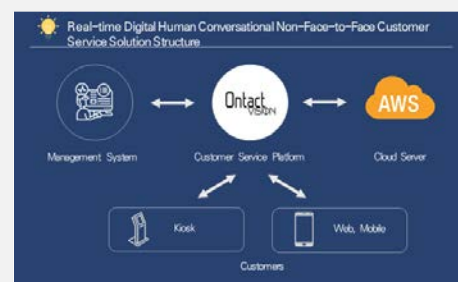 Real-time Digital Human Conversational Non-Face-to-Face Customer
Service Solution Structure
Ontact
VISION
AWS
Management System
Customer Service Platform
Cloud Server
Kiosk
Web, Mobile
Customers